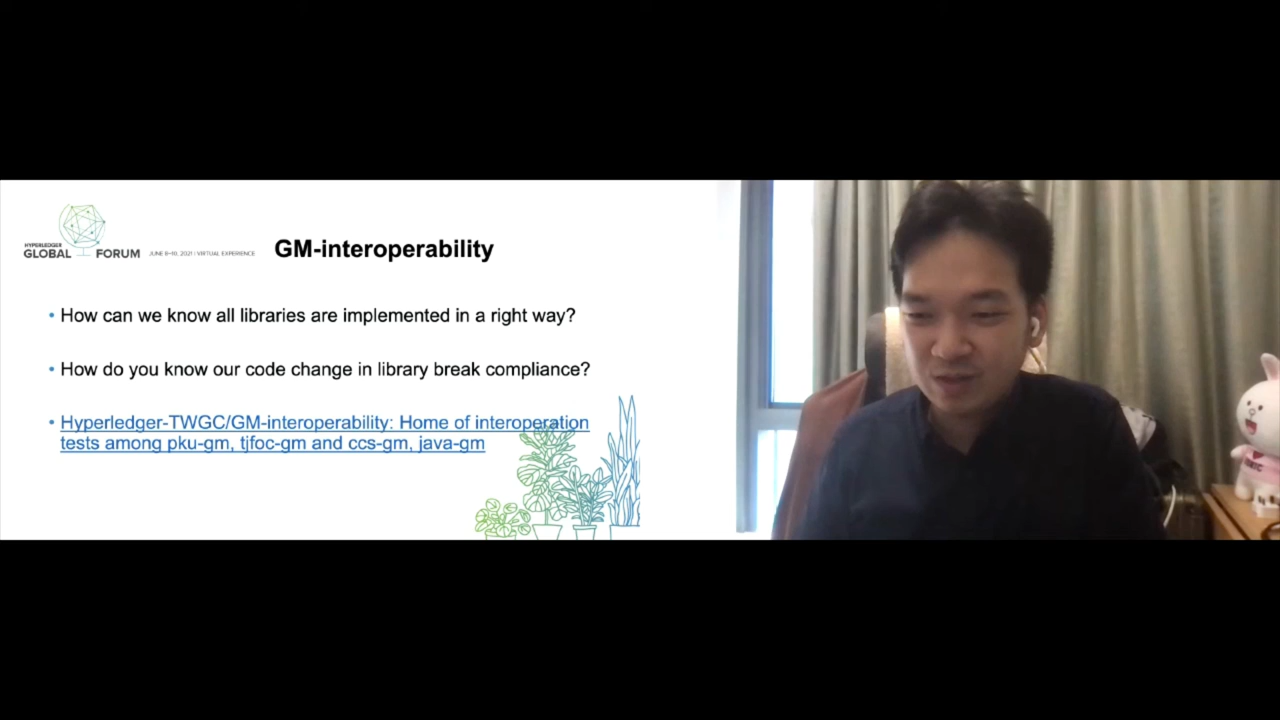 HYPERLEDGER
GLOBAL FORUM
JUNE 8-10, 2021 | VIRTUAL EXPERIENCE
GM-interoperability
• How can we know all libraries are implemented in a right way?
• How do you know our code change in library break compliance?
• Hyperledger-TWGC/GM-interoperability: Home of interoperation
tests among pku-gm, tjfoc-gm and ccs-gm, java-gm